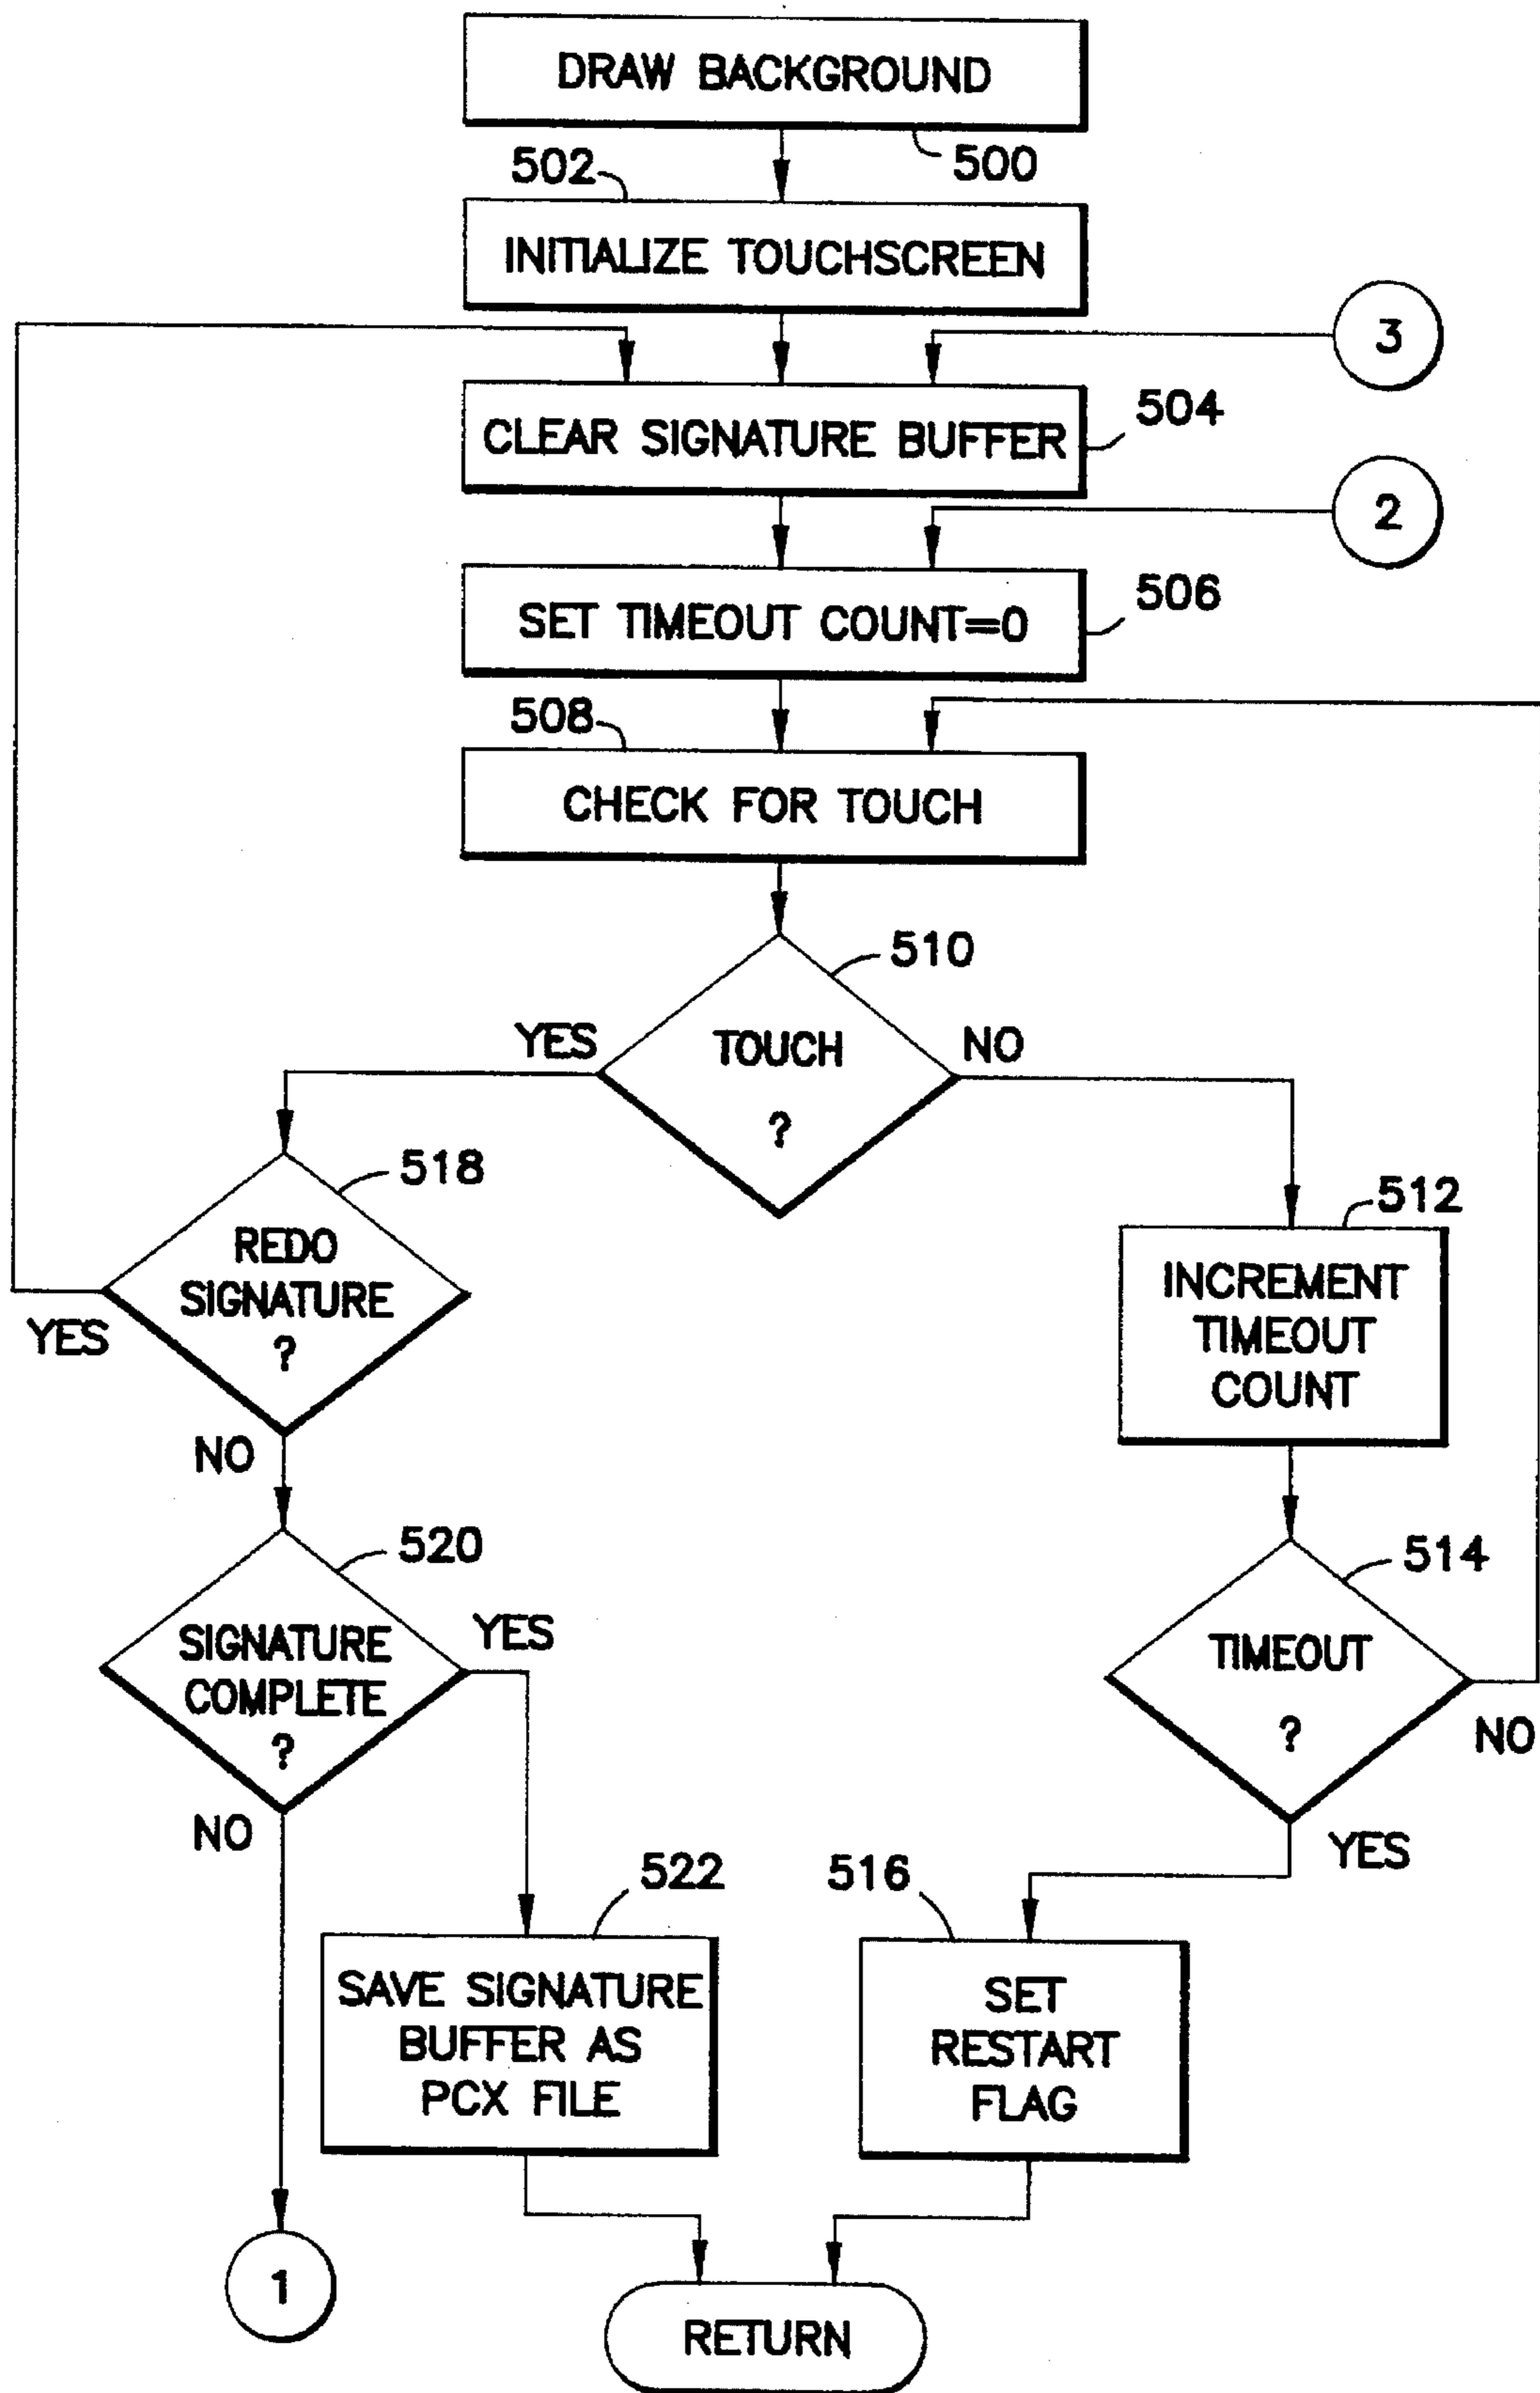 DRAW BACKGROUND
500
502
INITIALIZE TOUCHSCREEN
3
CLEAR SIGNATURE BUFFER
504
2
SET TIMEOUT COUNT=0
506
508
CHECK FOR TOUCH
510
YES
TOUCH
?
NO
518
REDO
SIGNATURE
?
YES
NO
512
INCREMENT
TIMEOUT
COUNT
520
SIGNATURE
COMPLETE
?
YES
NO
514
TIMEOUT
?
NO
YES
522
SAVE SIGNATURE
BUFFER AS
PCX FILE
516
SET
RESTART
FLAG
1
RETURN